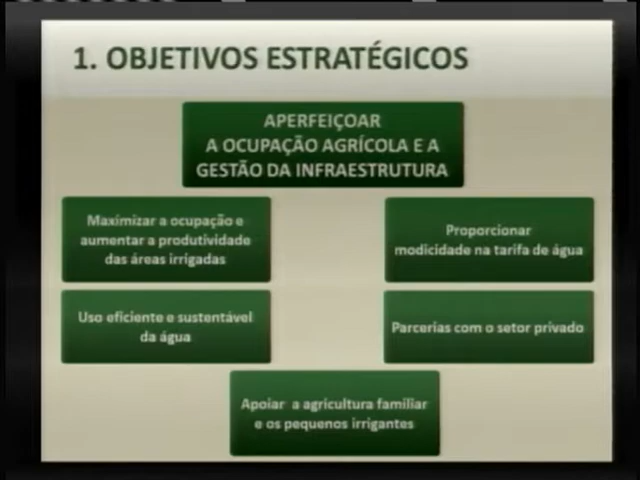 1. OBJETIVOS ESTRATÉGICOS
APERFEIÇOAR
A OCUPAÇÃO AGRÍCOLA E A
GESTÃO DA INFRAESTRUTURA
Maximizar a ocupação e
aumentar a produtividade
das áreas irrigadas
Proporcionar
modicidade na tarifa de água
Uso eficiente e sustentável
da água
Parcerias com o setor privado
Apoiar a agricultura familiar
e os pequenos irrigantes